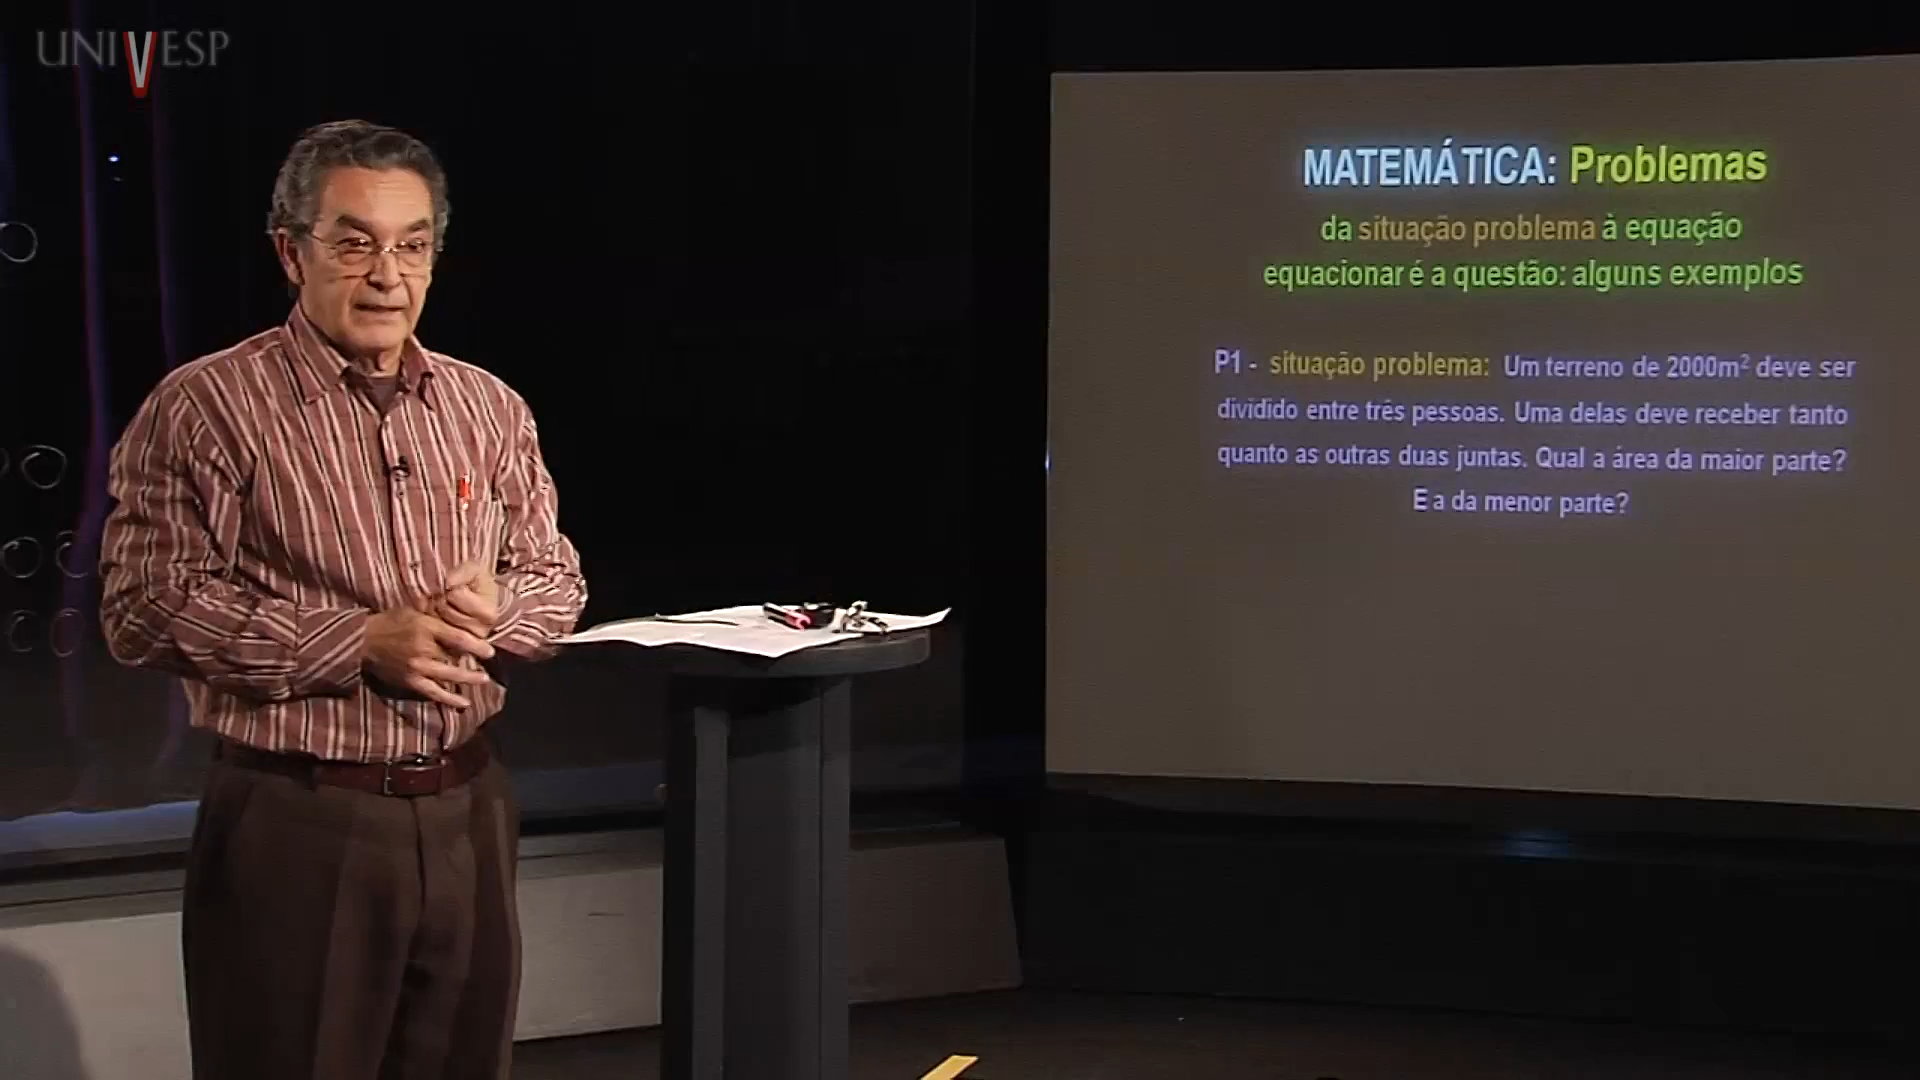 UNIVESP
MATEMÁTICA: Problemas
da situação problema à equação
equacionar é a questão: alguns exemplos
P1 - situação problema: Um terreno de 2000m² deve ser
dividido entre três pessoas. Uma delas deve receber tanto
quanto as outras duas juntas. Qual a área da maior parte?
E a da menor parte?